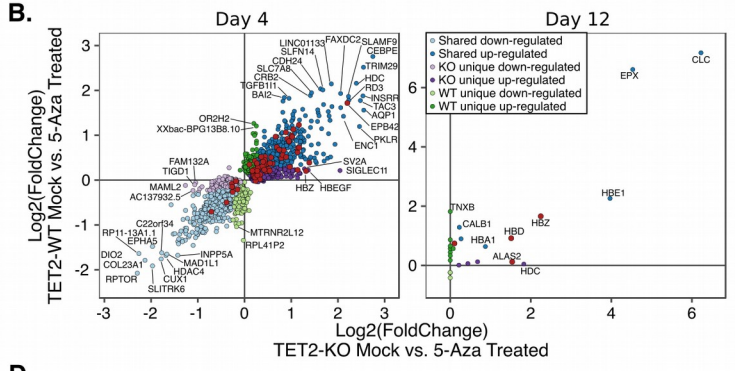 B.
Day 4
Day 12
Log2(FoldChange)
TET2-WT Mock vs. 5-Aza Treated
3
2
1
0
-1
-2
-3
-2
-1
0
1
2
3
LINC01133
FAXDC2
SLAMF9
SLFN14
CEBPE
CDH24
TRIM29
SLC7A8
CRB2
HDC
TGFB1I1
RD3
BAI2
INSRR
TAC3
AQP1
OR2H2
EPB42
XXbac-BPG13B8.10
PKLR
ENC1
FAM132A
SV2A
TIGD1
SIGLEC11
MAML2
HBZ
HBEGF
AC137932.5
C22orf34
MTRNR2L12
RP11-13A1.1
EPHA5
RPL41P2
DIO2
INPP5A
COL23A1
MAD1L1
HDAC4
RPTOR
CUX1
SLITRK6
Shared down-regulated
Shared up-regulated
KO unique down-regulated
KO unique up-regulated
WT unique down-regulated
WT unique up-regulated
6
4
2
0
0
2
4
6
CLC
EPX
HBE1
TNXB
HBZ
CALB1
HBD
HBA1
ALAS2
HDC
Log2(FoldChange)
TET2-KO Mock vs. 5-Aza Treated